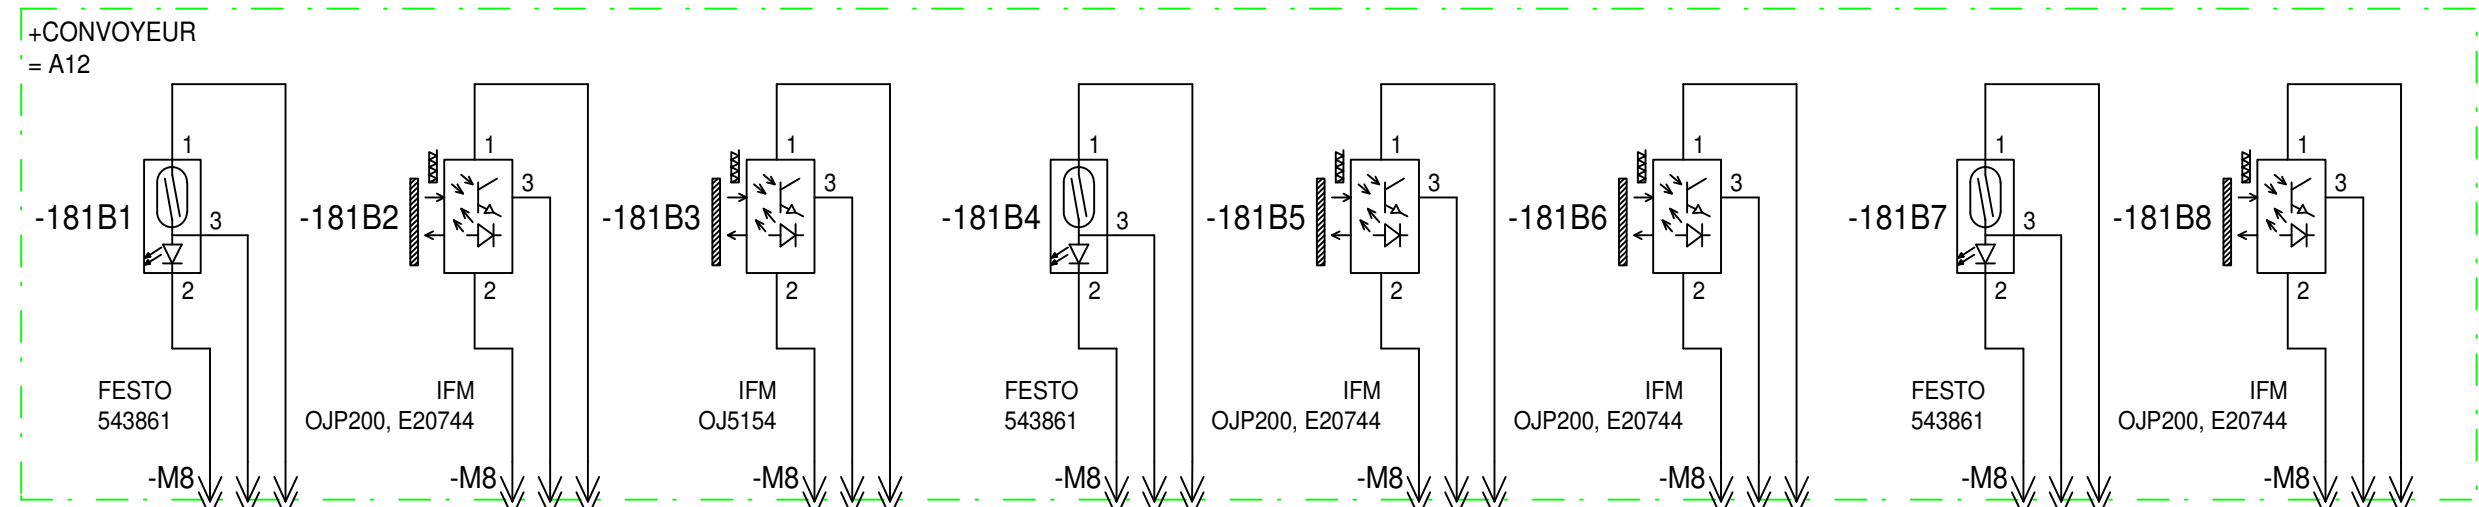 +CONVOYEUR
= A12
1 1 1 1 1 1 1 1
3 3 3 3 3
-181B1 -181B2 -181B3 -181B4 -181B5 -181B6 -181B7 -181B8
3 3 3
2 2 2 2 2 2 2 2
FESTO IFM IFM FESTO IFM IFM FESTO IFM
543861 OJP200, E20744 OJ5154 543861 OJP200, E20744 OJP200, E20744 543861 OJP200, E20744
-M8 -M8 -M8 -M8 -M8 -M8 -M8 -M8